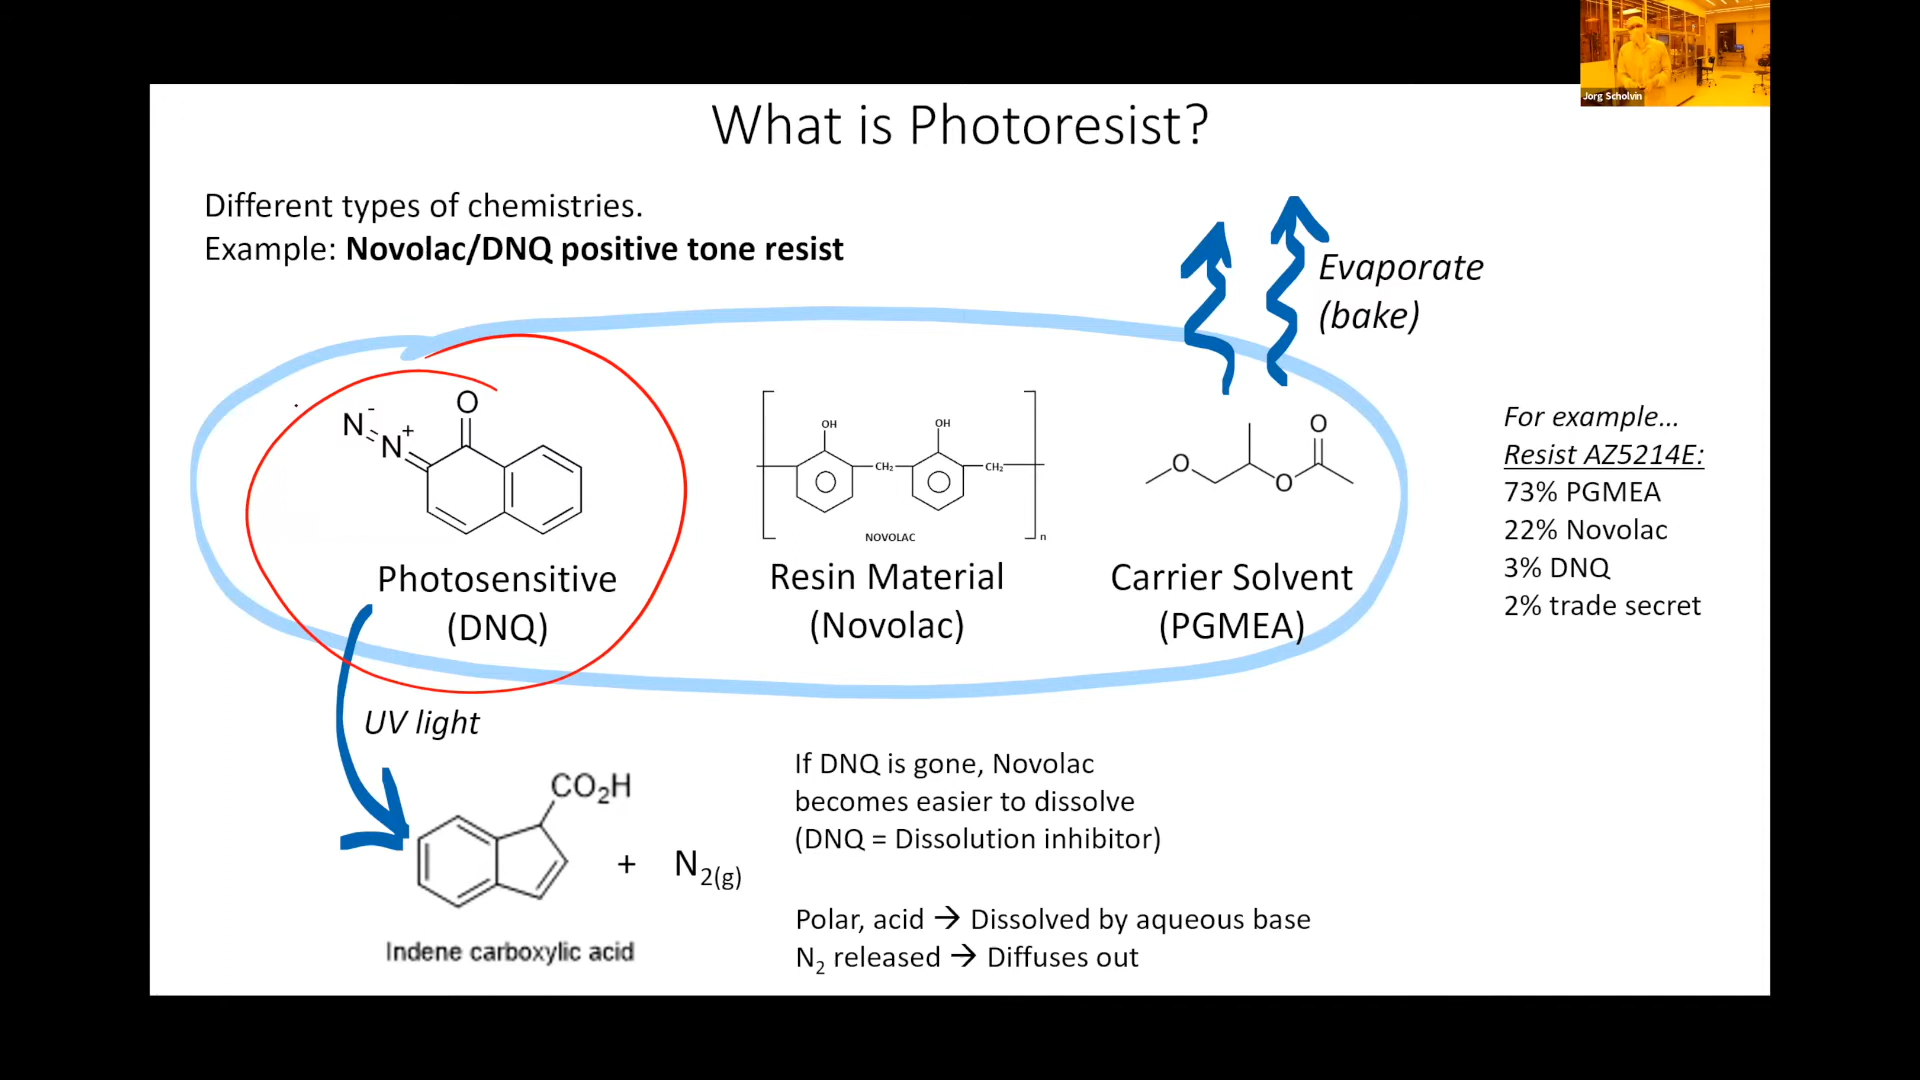 Jorg Scholvin
What is Photoresist?
Different types of chemistries.
Example: Novolac/DNQ positive tone resist
Evaporate
(bake)
N⁻
N⁺
O
Photosensitive
(DNQ)
OH
OH
CH₂
CH₂
n
NOVOLAC
Resin Material
(Novolac)
O
O
O
Carrier Solvent
(PGMEA)
For example...
Resist AZ5214E:
73% PGMEA
22% Novolac
3% DNQ
2% trade secret
UV light
CO₂H
+ N₂(g)
Indene carboxylic acid
If DNQ is gone, Novolac
becomes easier to dissolve
(DNQ = Dissolution inhibitor)
Polar, acid → Dissolved by aqueous base
N₂ released → Diffuses out